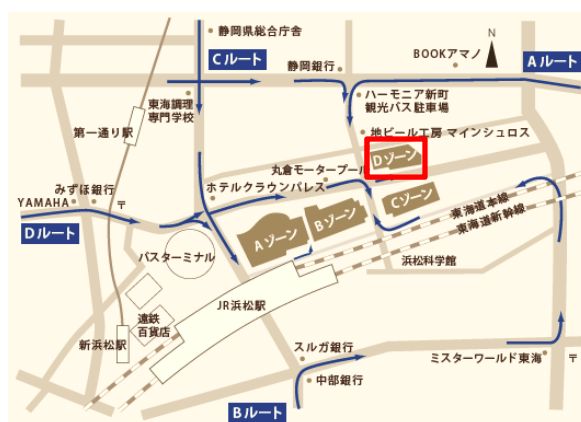 静岡県総合庁舎
Cルート
静岡銀行
BOOKアマノ
N
Aルート
東海調理
専門学校
ハーモニア新町
観光バス駐車場
第一通り駅
地ビール工房 マインシュロス
Dゾーン
丸倉モータープール
みずほ銀行
ホテルクラウンパレス
YAMAHA
〒
Cゾーン
Bゾーン
Aゾーン
東海道本線
東海道新幹線
Dルート
バスターミナル
浜松科学館
JR浜松駅
遠鉄
百貨店
新浜松駅
スルガ銀行
ミスターワールド東海
〒
中部銀行
Bルート